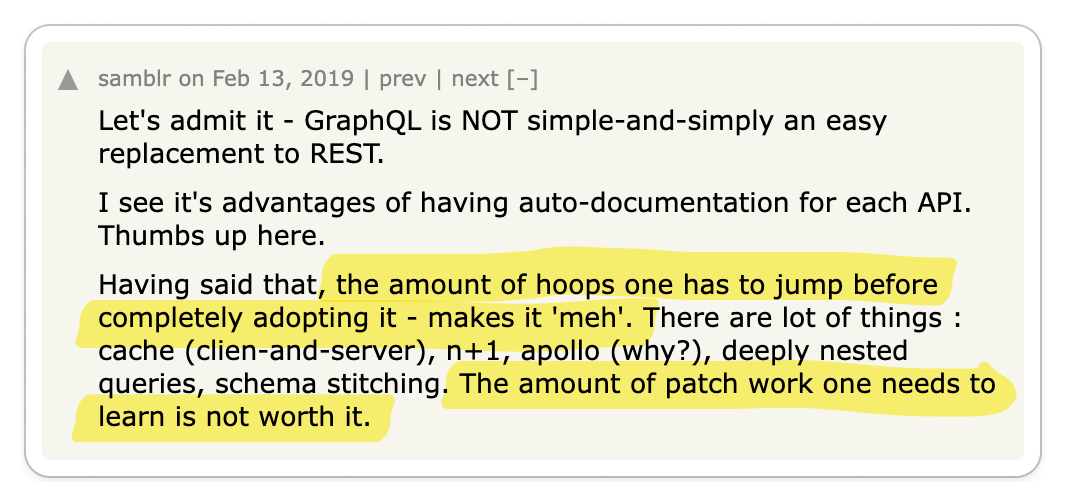 ▲ samblr on Feb 13, 2019 | prev | next [–]
Let's admit it - GraphQL is NOT simple-and-simply an easy
replacement to REST.
I see it's advantages of having auto-documentation for each API.
Thumbs up here.
Having said that, the amount of hoops one has to jump before
completely adopting it - makes it 'meh'. There are lot of things :
cache (clien-and-server), n+1, apollo (why?), deeply nested
queries, schema stitching. The amount of patch work one needs to
learn is not worth it.